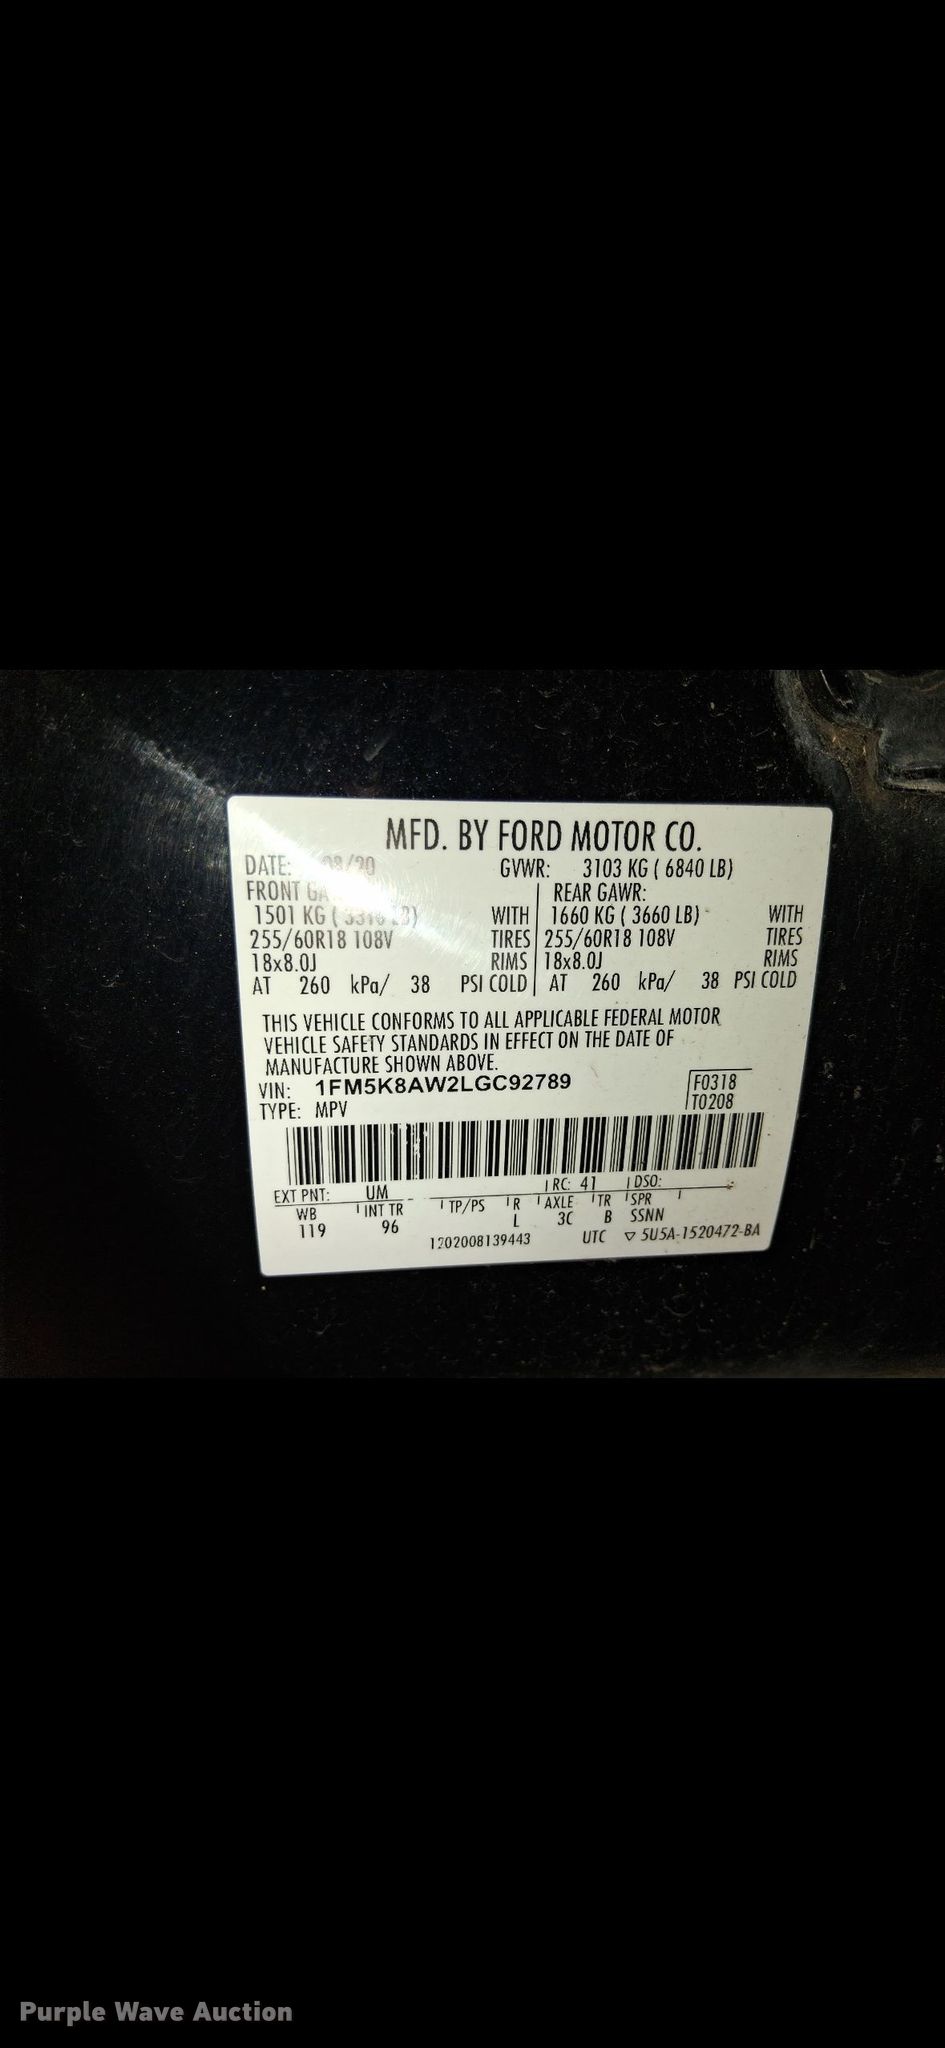 MFD. BY FORD MOTOR CO.
DATE: 08/20 GVWR: 3103 KG ( 6840 LB)
FRONT REAR GAWR:
1501 KG ( LB) WITH 1660 KG ( 3660 LB) WITH
255/60R18 108V TIRES 255/60R18 108V TIRES
18x8.0J RIMS 18x8.0J RIMS
AT 260 kPa/ 38 PSI COLD AT 260 kPa/ 38 PSI COLD
THIS VEHICLE CONFORMS TO ALL APPLICABLE FEDERAL MOTOR
VEHICLE SAFETY STANDARDS IN EFFECT ON THE DATE OF
MANUFACTURE SHOWN ABOVE.
VIN: 1FM5K8AW2LGC92789 F0318
TYPE: MPV T0208
EXT PNT: UM RC: 41 DSO:
WB INT TR TP/PS R AXLE TR SPR
119 96 L 3C B SSNN
1202008139443 UTC ▽ 5U5A-1520472-BA
Purple Wave Auction